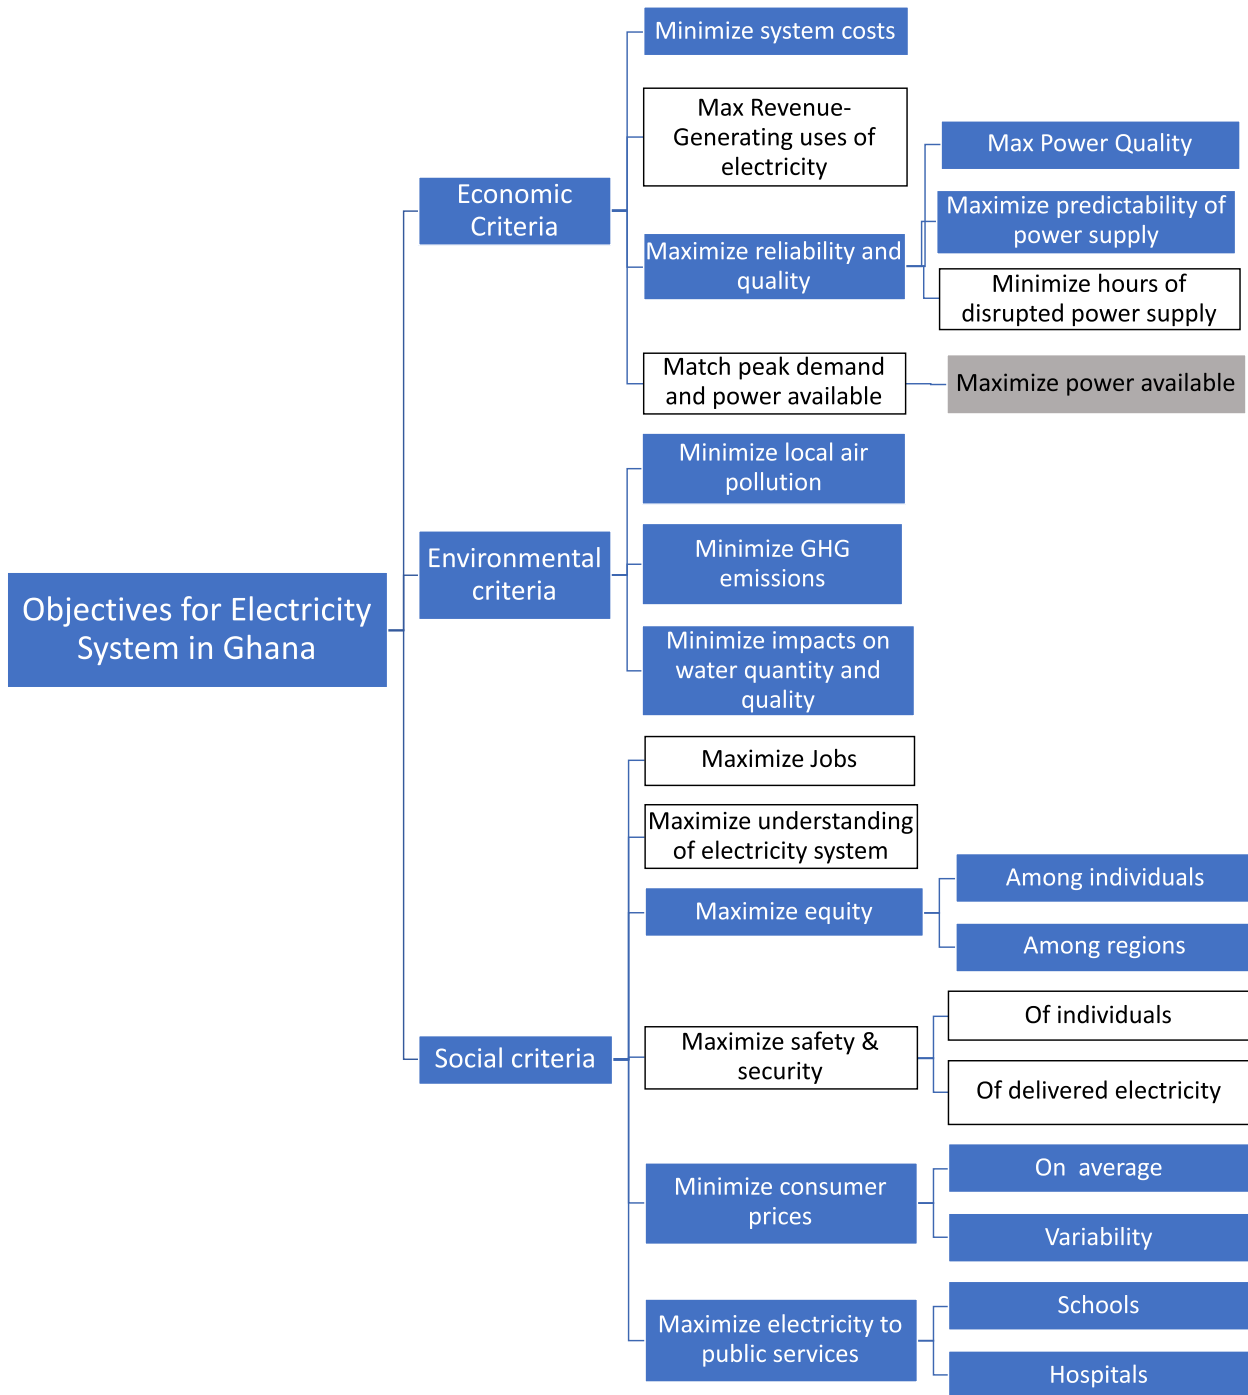 Objectives for Electricity
System in Ghana
Economic
Criteria
Minimize system costs
Max Revenue-
Generating uses of
electricity
Maximize reliability and
quality
Max Power Quality
Maximize predictability of
power supply
Minimize hours of
disrupted power supply
Match peak demand
and power available
Maximize power available
Environmental
criteria
Minimize local air
pollution
Minimize GHG
emissions
Minimize impacts on
water quantity and
quality
Social criteria
Maximize Jobs
Maximize understanding
of electricity system
Maximize equity
Among individuals
Among regions
Maximize safety &
security
Of individuals
Of delivered electricity
Minimize consumer
prices
On average
Variability
Maximize electricity to
public services
Schools
Hospitals